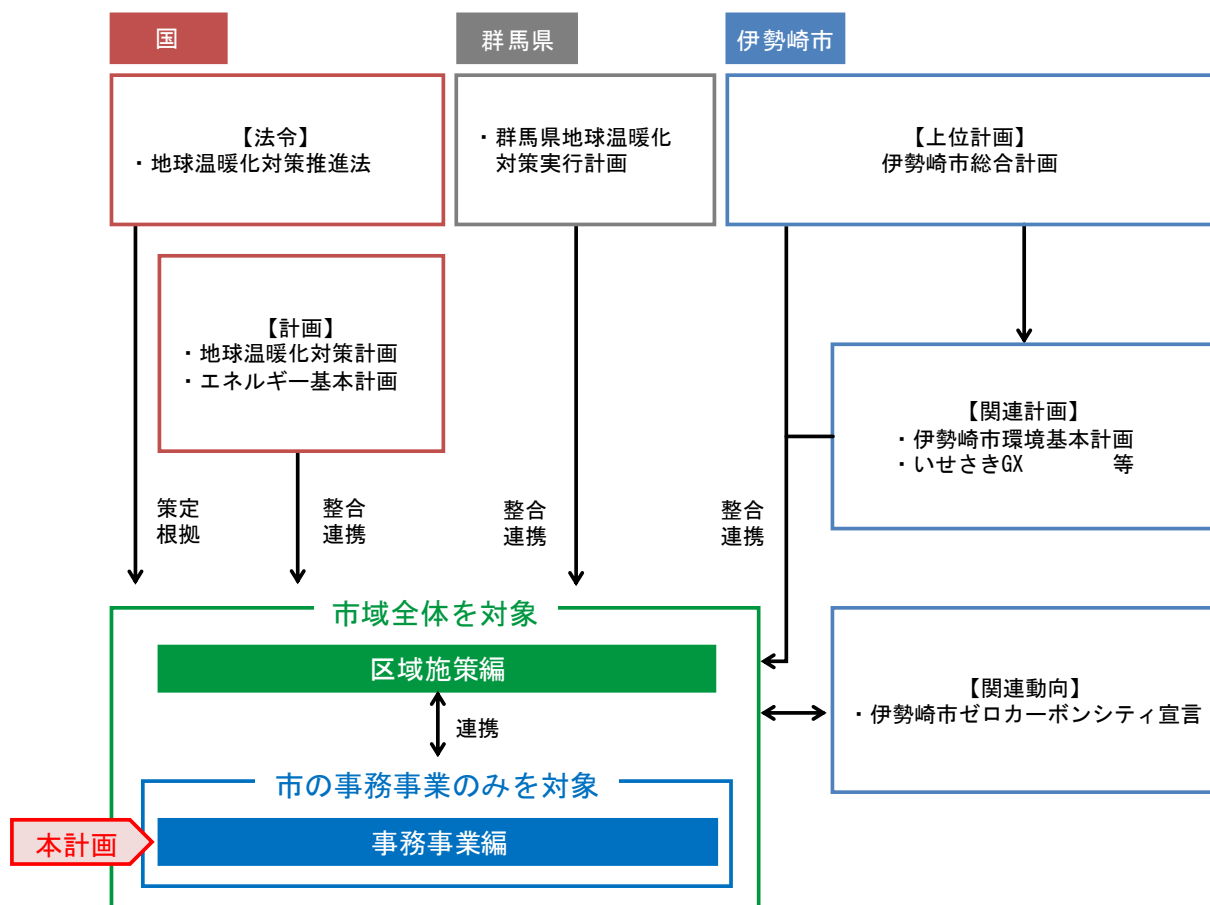 国
群馬県
伊勢崎市
【法令】
・地球温暖化対策推進法
・群馬県地球温暖化
対策実行計画
【上位計画】
伊勢崎市総合計画
【計画】
・地球温暖化対策計画
・エネルギー基本計画
【関連計画】
・伊勢崎市環境基本計画
・いせさきGX 等
策定
根拠
整合
連携
整合
連携
整合
連携
市域全体を対象
区域施策編
連携
【関連動向】
・伊勢崎市ゼロカーボンシティ宣言
市の事務事業のみを対象
本計画
事務事業編